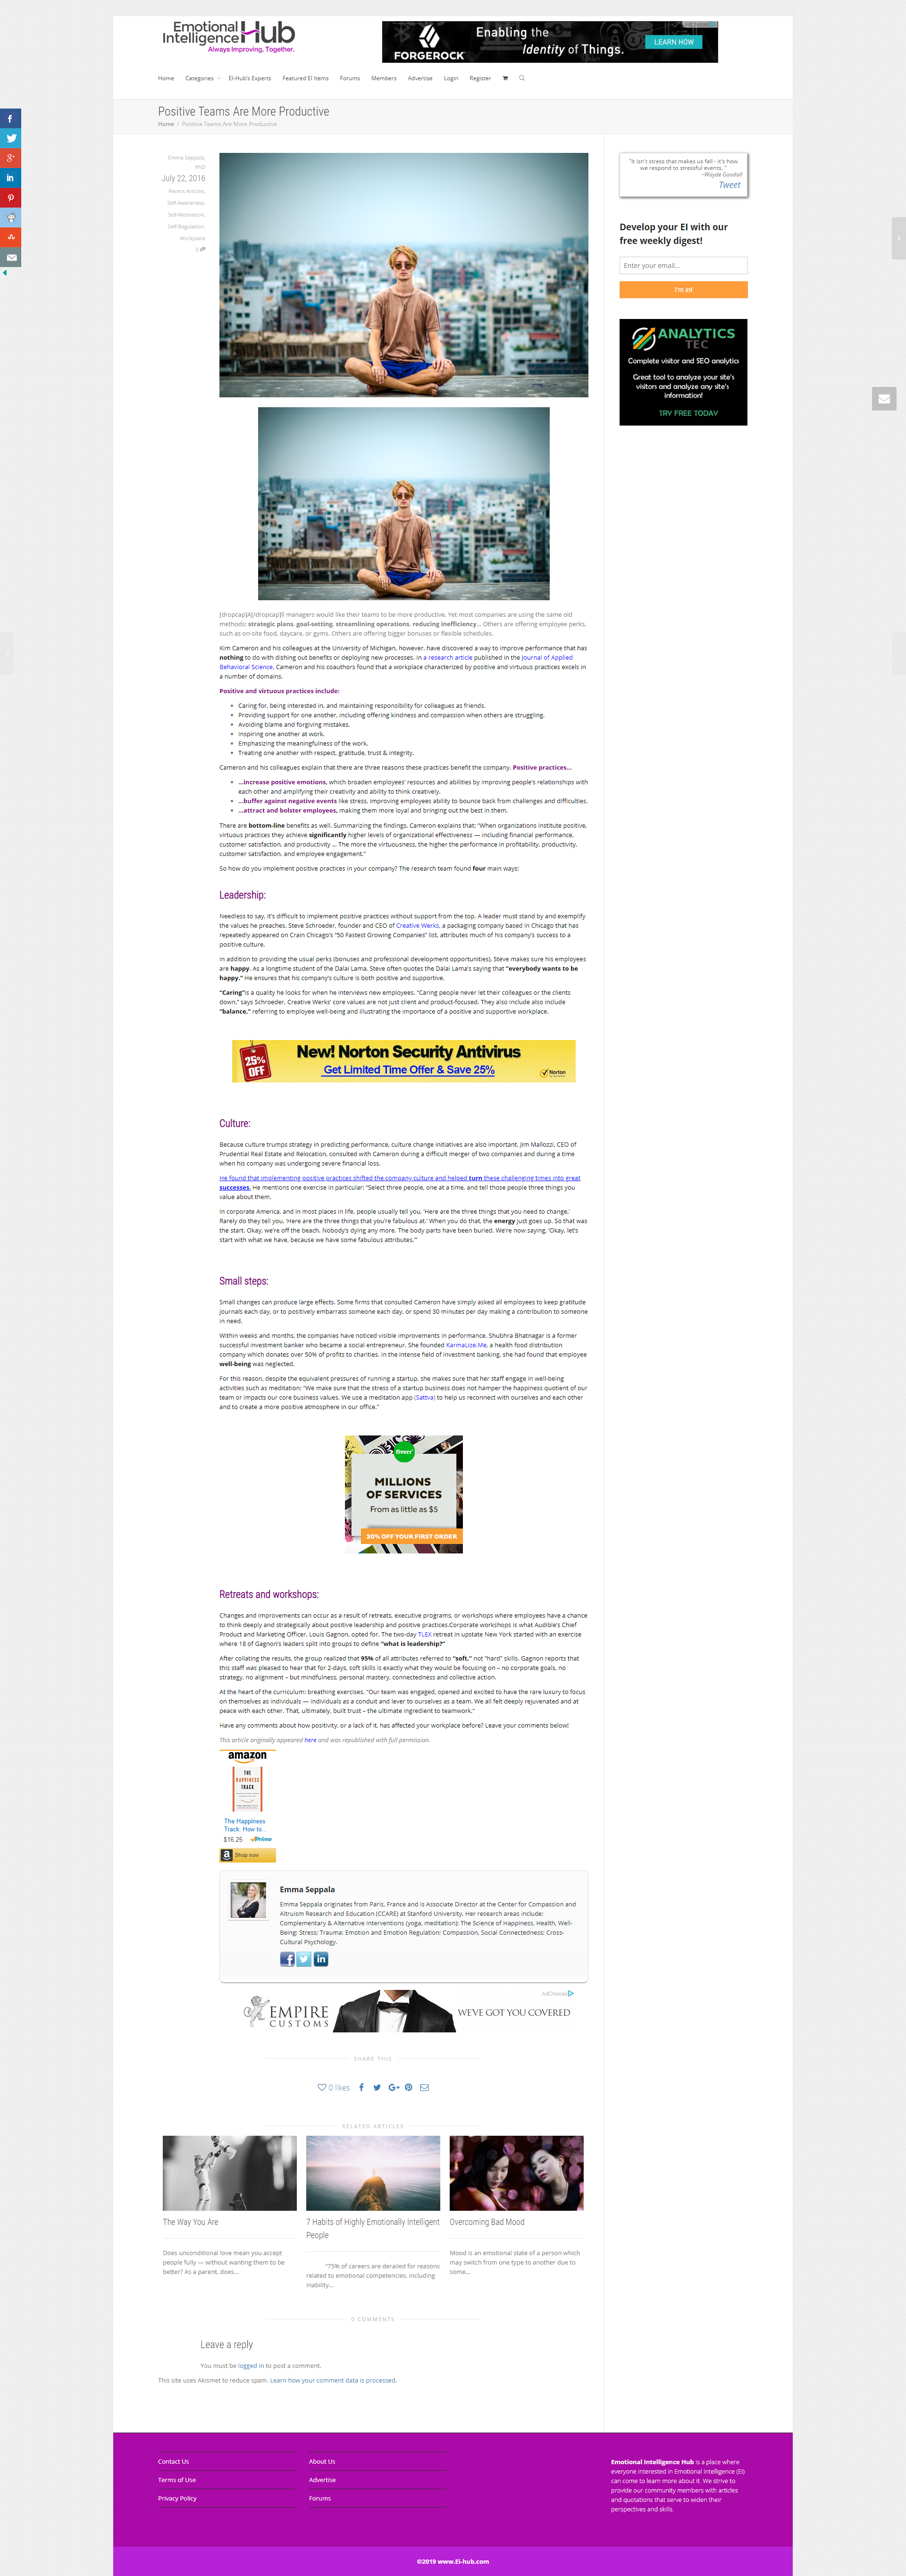 Emotional
Intelligence Hub
Always Improving, Together.
FORGEROCK
Enabling the
Identity of Things.
LEARN HOW
Home
Categories
EI-Hub's Experts
Featured EI Items
Forums
Members
Advertise
Login
Register
Positive Teams Are More Productive
Home / Positive Teams Are More Productive
Emma Seppala,
PhD
July 22, 2016
Recent Articles,
Self-Awareness,
Self-Motivation,
Self-Regulation,
Workplace
0
"It isn't stress that makes us fall - it's how
we respond to stressful events."
~Wayde Goodall
Tweet
Develop your EI with our
free weekly digest!
Enter your email...
I'm in!
ANALYTICS
TEC
Complete visitor and SEO analytics
Great tool to analyze your site's
visitors and analyze any site's
information!
TRY FREE TODAY
[dropcap]A[/dropcap]ll managers would like their teams to be more productive. Yet most companies are using the same old
methods: strategic plans, goal-setting, streamlining operations, reducing inefficiency... Others are offering employee perks,
such as on-site food, daycare, or gyms. Others are offering bigger bonuses or flexible schedules.
Kim Cameron and his colleagues at the University of Michigan, however, have discovered a way to improve performance that has
nothing to do with dishing out benefits or deploying new processes. In a research article published in the Journal of Applied
Behavioral Science, Cameron and his coauthors found that a workplace characterized by positive and virtuous practices excels in
a number of domains.
Positive and virtuous practices include:
Caring for, being interested in, and maintaining responsibility for colleagues as friends.
Providing support for one another, including offering kindness and compassion when others are struggling.
Avoiding blame and forgiving mistakes.
Inspiring one another at work.
Emphasizing the meaningfulness of the work.
Treating one another with respect, gratitude, trust & integrity.
Cameron and his colleagues explain that there are three reasons these practices benefit the company. Positive practices...
...increase positive emotions, which broaden employees' resources and abilities by improving people's relationships with
each other and amplifying their creativity and ability to think creatively.
...buffer against negative events like stress, improving employees ability to bounce back from challenges and difficulties.
...attract and bolster employees, making them more loyal and bringing out the best in them.
There are bottom-line benefits as well. Summarizing the findings, Cameron explains that: "When organizations institute positive,
virtuous practices they achieve significantly higher levels of organizational effectiveness — including financial performance,
customer satisfaction, and productivity ... The more the virtuousness, the higher the performance in profitability, productivity,
customer satisfaction, and employee engagement."
So how do you implement positive practices in your company? The research team found four main ways:
Leadership:
Needless to say, it's difficult to implement positive practices without support from the top. A leader must stand by and exemplify
the values he preaches. Steve Schroeder, founder and CEO of Creative Werks, a packaging company based in Chicago that has
repeatedly appeared on Crain Chicago's "50 Fastest Growing Companies" list, attributes much of his company's success to a
positive culture.
In addition to providing the usual perks (bonuses and professional development opportunities), Steve makes sure his employees
are happy. As a longtime student of the Dalai Lama, Steve often quotes the Dalai Lama's saying that "everybody wants to be
happy." He ensures that his company's culture is both positive and supportive.
"Caring"is a quality he looks for when he interviews new employees. "Caring people never let their colleagues or the clients
down," says Schroeder. Creative Werks' core values are not just client and product-focused. They also include also include
"balance," referring to employee well-being and illustrating the importance of a positive and supportive workplace.
25%
OFF
New! Norton Security Antivirus
Get Limited Time Offer & Save 25%
Norton
Culture:
Because culture trumps strategy in predicting performance, culture change initiatives are also important. Jim Mallozzi, CEO of
Prudential Real Estate and Relocation, consulted with Cameron during a difficult merger of two companies and during a time
when his company was undergoing severe financial loss.
He found that implementing positive practices shifted the company culture and helped turn these challenging times into great
successes. He mentions one exercise in particular: "Select three people, one at a time, and tell those people three things you
value about them.
In corporate America, and in most places in life, people usually tell you, 'Here are the three things that you need to change.'
Rarely do they tell you, 'Here are the three things that you're fabulous at.' When you do that, the energy just goes up. So that was
the start. Okay, we're off the beach. Nobody's dying any more. The body parts have been buried. We're now saying, 'Okay, let's
start with what we have, because we have some fabulous attributes.'"
Small steps:
Small changes can produce large effects. Some firms that consulted Cameron have simply asked all employees to keep gratitude
journals each day, or to positively embarrass someone each day, or spend 30 minutes per day making a contribution to someone
in need.
Within weeks and months, the companies have noticed visible improvements in performance. Shubhra Bhatnagar is a former
successful investment banker who became a social entrepreneur. She founded KarmaLize.Me, a health food distribution
company which donates over 50% of profits to charities. In the intense field of investment banking, she had found that employee
well-being was neglected.
For this reason, despite the equivalent pressures of running a startup, she makes sure that her staff engage in well-being
activities such as meditation: "We make sure that the stress of a startup business does not hamper the happiness quotient of our
team or impacts our core business values. We use a meditation app (Sattva) to help us reconnect with ourselves and each other
and to create a more positive atmosphere in our office."
fiverr
MILLIONS
OF SERVICES
From as little as $5
20% OFF YOUR FIRST ORDER
Retreats and workshops:
Changes and improvements can occur as a result of retreats, executive programs, or workshops where employees have a chance
to think deeply and strategically about positive leadership and positive practices.Corporate workshops is what Audible's Chief
Product and Marketing Officer, Louis Gagnon, opted for. The two-day TLEX retreat in upstate New York started with an exercise
where 18 of Gagnon's leaders split into groups to define "what is leadership?"
After collating the results, the group realized that 95% of all attributes referred to "soft," not "hard" skills. Gagnon reports that
this staff was pleased to hear that for 2-days, soft skills is exactly what they would be focusing on – no corporate goals, no
strategy, no alignment – but mindfulness, personal mastery, connectedness and collective action.
At the heart of the curriculum: breathing exercises. "Our team was engaged, opened and excited to have the rare luxury to focus
on themselves as individuals — individuals as a conduit and lever to ourselves as a team. We all felt deeply rejuvenated and at
peace with each other. That, ultimately, built trust – the ultimate ingredient to teamwork."
Have any comments about how positivity, or a lack of it, has affected your workplace before? Leave your comments below!
This article originally appeared here and was republished with full permission.
amazon
THE
HAPPINESS
TRACK
The Happiness
Track: How to...
$16.25 Prime
Shop now
Emma Seppala
Emma Seppala originates from Paris, France and is Associate Director at the Center for Compassion and
Altruism Research and Education (CCARE) at Stanford University. Her research areas include:
Complementary & Alternative Interventions (yoga, meditation); The Science of Happiness, Health, Well-
Being; Stress; Trauma; Emotion and Emotion Regulation; Compassion, Social Connectedness; Cross-
Cultural Psychology.
AdChoices
EMPIRE
CUSTOMS
WE'VE GOT YOU COVERED
SHARE THIS
0 likes
RELATED ARTICLES
The Way You Are
Does unconditional love mean you accept
people fully — without wanting them to be
better? As a parent, does...
7 Habits of Highly Emotionally Intelligent
People
"75% of careers are derailed for reasons
related to emotional competencies, including
inability...
Overcoming Bad Mood
Mood is an emotional state of a person which
may switch from one type to another due to
some...
0 COMMENTS
Leave a reply
You must be logged in to post a comment.
This site uses Akismet to reduce spam. Learn how your comment data is processed.
Contact Us
Terms of Use
Privacy Policy
About Us
Advertise
Forums
Emotional Intelligence Hub is a place where
everyone interested in Emotional Intelligence (EI)
can come to learn more about it. We strive to
provide our community members with articles
and quotations that serve to widen their
perspectives and skills.
©2019 www.Ei-hub.com